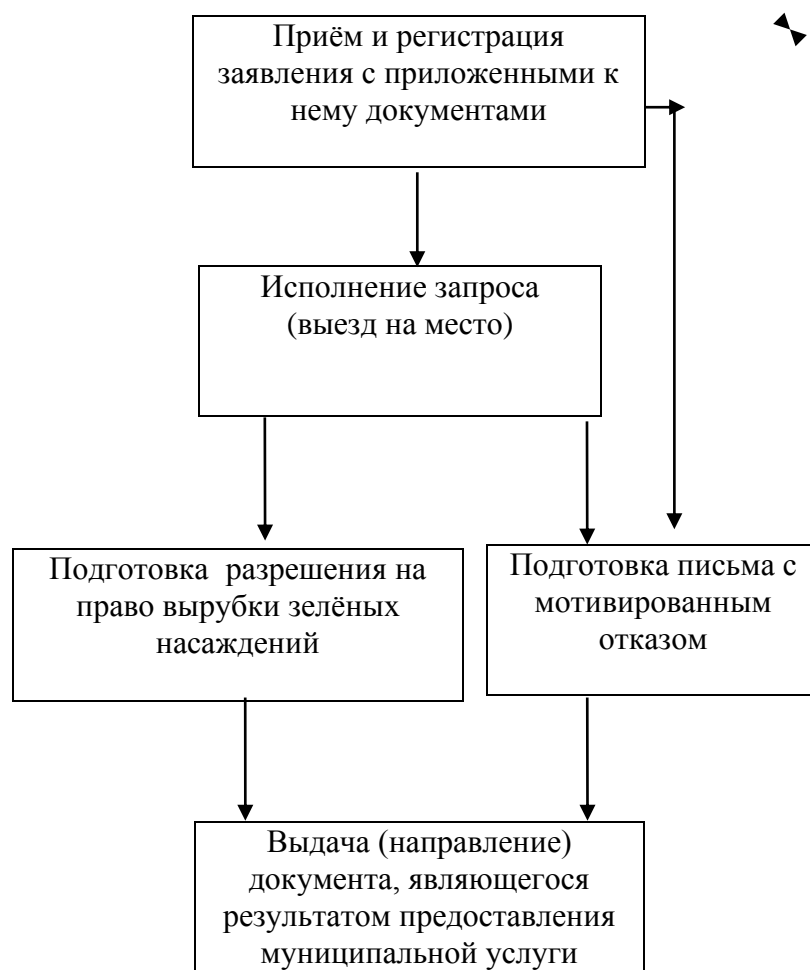 Приём и регистрация
заявления с приложенными к
нему документами
Исполнение запроса
(выезд на место)
Подготовка  разрешения на
право вырубки зелёных
насаждений
Подготовка письма с
мотивированным
отказом
Выдача (направление)
документа, являющегося
результатом предоставления
муниципальной услуги